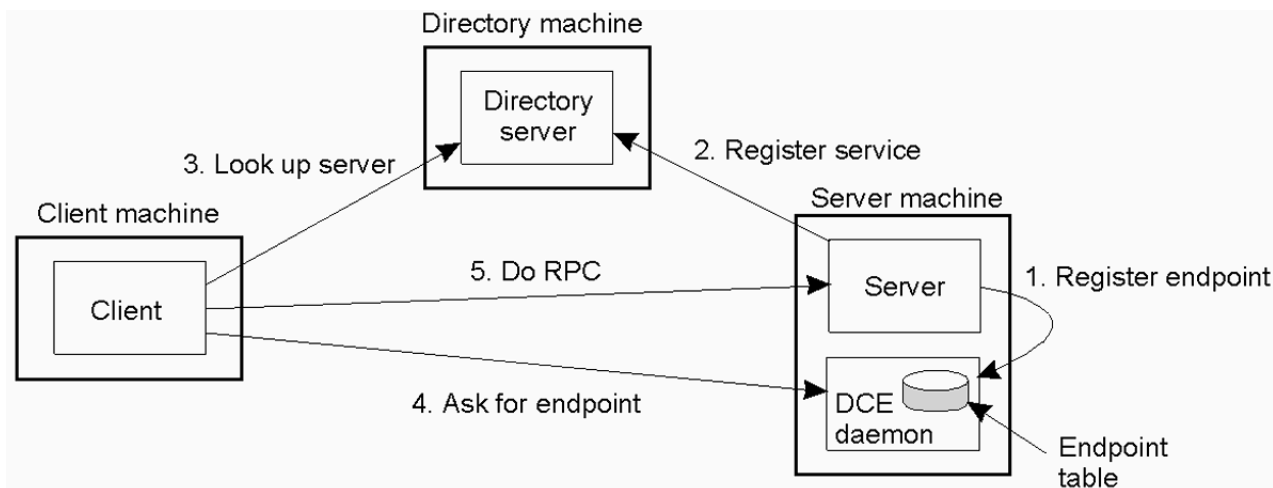 Directory machine
Directory
server
3. Look up server
2. Register service
Client machine
Server machine
5. Do RPC
1. Register endpoint
Client
Server
4. Ask for endpoint
DCE
daemon
Endpoint
table